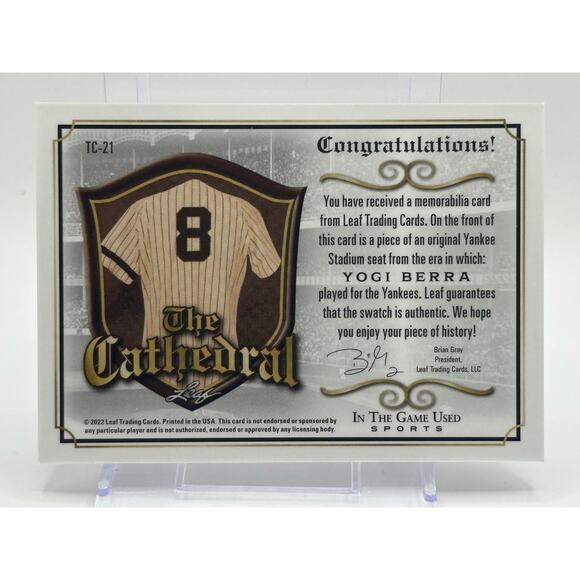 TC-21
8
The
Cathedral
Leaf
Congratulations!
You have received a memorabilia card
from Leaf Trading Cards. On the front of
this card is a piece of an original Yankee
Stadium seat from the era in which:
YOGI BERRA
played for the Yankees. Leaf guarantees
that the swatch is authentic. We hope
you enjoy your piece of history!
Brian Gray
President,
Leaf Trading Cards, LLC
IN THE GAME USED
SPORTS
© 2022 Leaf Trading Cards. Printed in the USA. This card is not endorsed or sponsored by
any particular player and is not authorized, endorsed or approved by any licensing body.